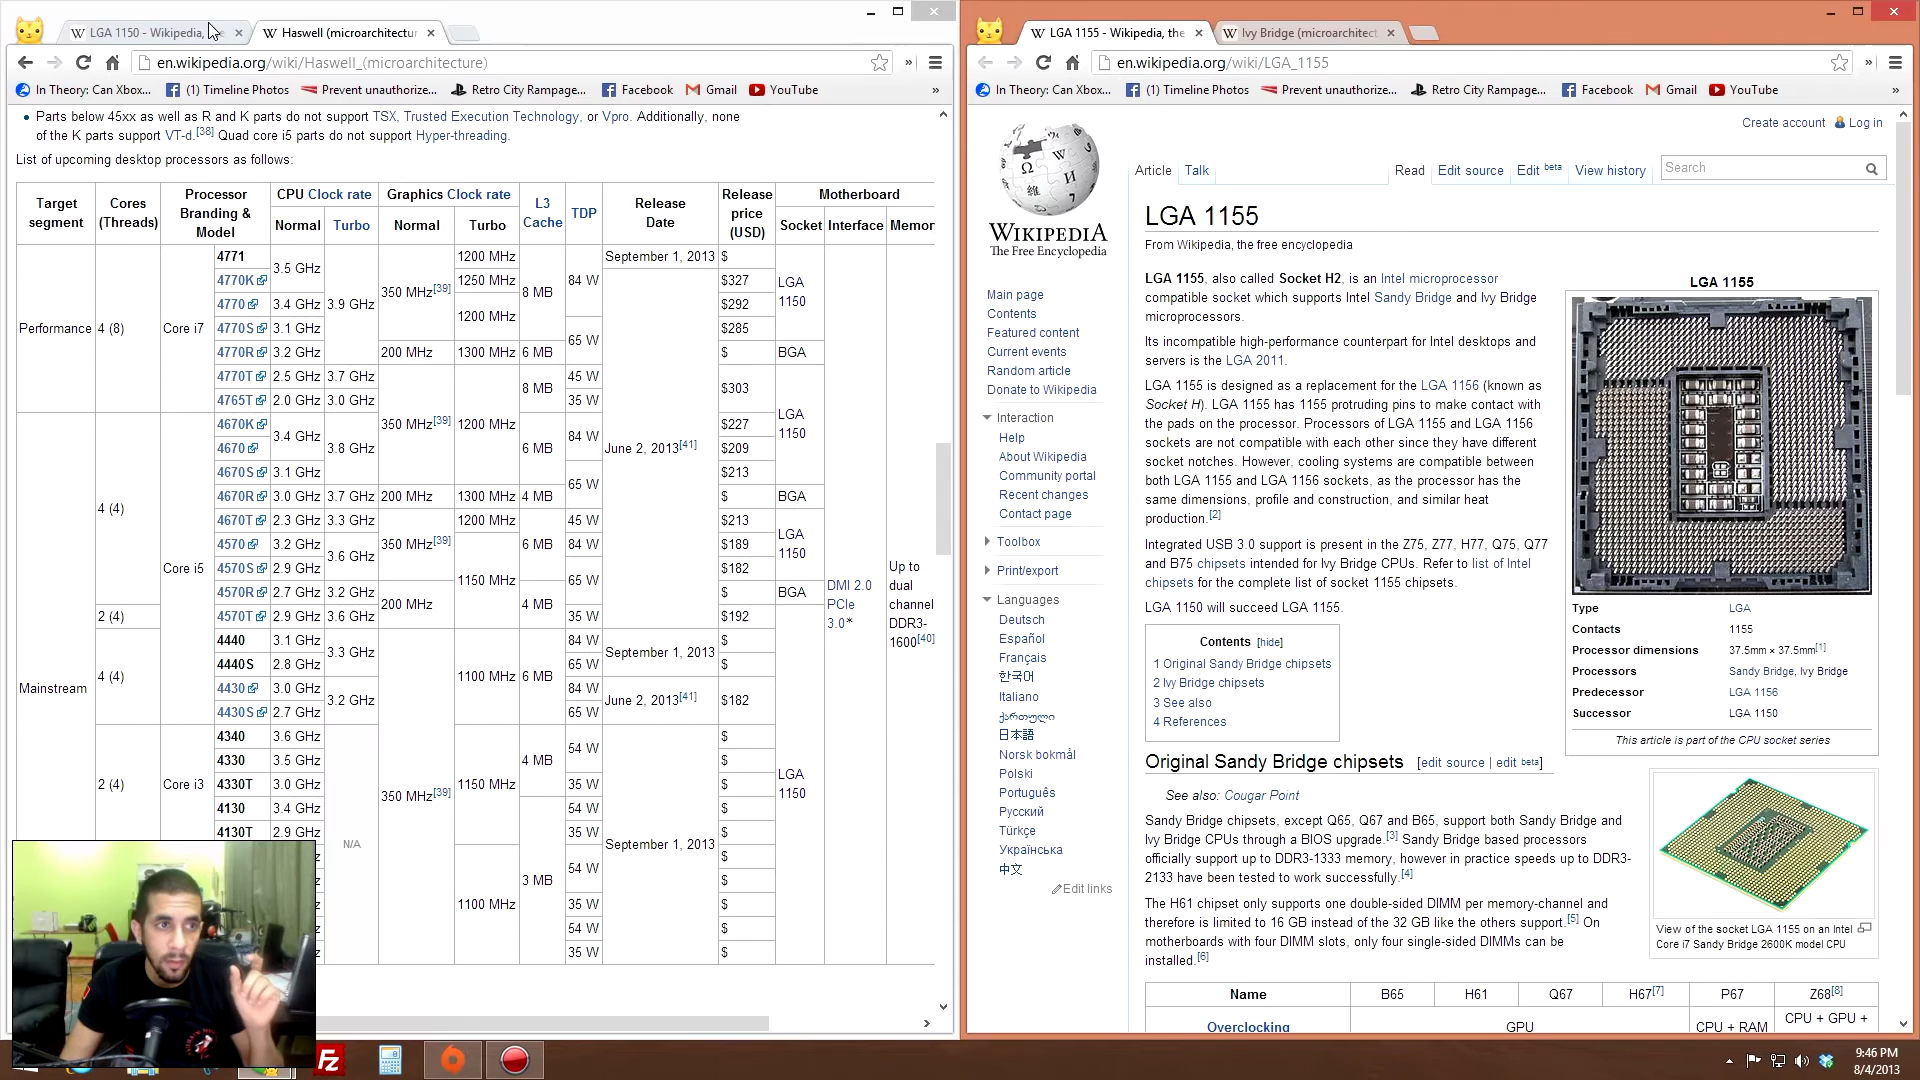 LGA 1150 - Wikipedia,
Haswell (microarchitectur
en.wikipedia.org/wiki/Haswell_(microarchitecture)
In Theory: Can Xbox...
(1) Timeline Photos
Prevent unauthorize...
Retro City Rampage...
Facebook
Gmail
YouTube
Parts below 45xx as well as R and K parts do not support TSX, Trusted Execution Technology, or Vpro. Additionally, none
of the K parts support VT-d.[38] Quad core i5 parts do not support Hyper-threading.
List of upcoming desktop processors as follows:
Target segment
Cores (Threads)
Processor Branding & Model
CPU Clock rate
Graphics Clock rate
L3 Cache
TDP
Release Date
Release price (USD)
Motherboard
Normal Turbo Normal Turbo
Socket Interface Memor
Performance 4 (8) Core i7
4771 3.5 GHz 3.9 GHz 350 MHz[39] 1200 MHz 8 MB 84 W September 1, 2013 $ LGA 1150
4770K 1250 MHz June 2, 2013[41] $327
4770 3.4 GHz 1200 MHz $292
4770S 3.1 GHz 65 W $285
4770R 3.2 GHz 200 MHz 1300 MHz 6 MB $ BGA
4770T 2.5 GHz 3.7 GHz 350 MHz[39] 1200 MHz 8 MB 45 W $303 LGA 1150
4765T 2.0 GHz 3.0 GHz 35 W
Mainstream 4 (4) Core i5
4670K 3.4 GHz 3.8 GHz 6 MB 84 W $227
4670 $209
4670S 3.1 GHz 65 W $213
4670R 3.0 GHz 3.7 GHz 200 MHz 1300 MHz 4 MB $ BGA
4670T 2.3 GHz 3.3 GHz 350 MHz[39] 1200 MHz 6 MB 45 W $213 LGA 1150
4570 3.2 GHz 3.6 GHz 1150 MHz 84 W $189
4570S 2.9 GHz 65 W $182
4570R 2.7 GHz 3.2 GHz 200 MHz 4 MB $ BGA
2 (4) 4570T 2.9 GHz 3.6 GHz 35 W $192
DMI 2.0 PCIe 3.0*
Up to dual channel DDR3-1600[40]
4 (4) 4440 3.1 GHz 3.3 GHz 350 MHz[39] 1100 MHz 6 MB 84 W September 1, 2013 $ LGA 1150
4440S 2.8 GHz 65 W $
4430 3.0 GHz 3.2 GHz 84 W June 2, 2013[41] $182
4430S 2.7 GHz 65 W
2 (4) Core i3 4340 3.6 GHz N/A 1150 MHz 4 MB 54 W September 1, 2013 $
4330 3.5 GHz $
4330T 3.0 GHz 35 W $
4130 3.4 GHz 3 MB 54 W $
4130T 2.9 GHz 35 W $
1100 MHz 54 W $
$
35 W $
54 W $
35 W $
LGA 1155 - Wikipedia, the
Ivy Bridge (microarchitect
en.wikipedia.org/wiki/LGA_1155
In Theory: Can Xbox...
(1) Timeline Photos
Prevent unauthorize...
Retro City Rampage...
Facebook
Gmail
YouTube
Create account
Log in
WIKIPEDIA
The Free Encyclopedia
Article Talk Read Edit source Edit beta View history Search
Main page
Contents
Featured content
Current events
Random article
Donate to Wikipedia
Interaction
Help
About Wikipedia
Community portal
Recent changes
Contact page
Toolbox
Print/export
Languages
Deutsch
Español
Français
한국어
Italiano
ქართული
日本語
Norsk bokmål
Polski
Português
Русский
Türkçe
Українська
中文
Edit links
LGA 1155
From Wikipedia, the free encyclopedia
LGA 1155, also called Socket H2, is an Intel microprocessor
compatible socket which supports Intel Sandy Bridge and Ivy Bridge
microprocessors.
Its incompatible high-performance counterpart for Intel desktops and
servers is the LGA 2011.
LGA 1155 is designed as a replacement for the LGA 1156 (known as
Socket H). LGA 1155 has 1155 protruding pins to make contact with
the pads on the processor. Processors of LGA 1155 and LGA 1156
sockets are not compatible with each other since they have different
socket notches. However, cooling systems are compatible between
both LGA 1155 and LGA 1156 sockets, as the processor has the
same dimensions, profile and construction, and similar heat
production.[2]
Integrated USB 3.0 support is present in the Z75, Z77, H77, Q75, Q77
and B75 chipsets intended for Ivy Bridge CPUs. Refer to list of Intel
chipsets for the complete list of socket 1155 chipsets.
LGA 1150 will succeed LGA 1155.
Contents [hide]
1 Original Sandy Bridge chipsets
2 Ivy Bridge chipsets
3 See also
4 References
LGA 1155
Type LGA
Contacts 1155
Processor dimensions 37.5mm × 37.5mm[1]
Processors Sandy Bridge, Ivy Bridge
Predecessor LGA 1156
Successor LGA 1150
This article is part of the CPU socket series
Original Sandy Bridge chipsets [edit source | edit beta]
See also: Cougar Point
Sandy Bridge chipsets, except Q65, Q67 and B65, support both Sandy Bridge and
Ivy Bridge CPUs through a BIOS upgrade.[3] Sandy Bridge based processors
officially support up to DDR3-1333 memory, however in practice speeds up to DDR3-
2133 have been tested to work successfully.[4]
The H61 chipset only supports one double-sided DIMM per memory-channel and
therefore is limited to 16 GB instead of the 32 GB like the others support.[5] On
motherboards with four DIMM slots, only four single-sided DIMMs can be
installed.[6]
View of the socket LGA 1155 on an Intel
Core i7 Sandy Bridge 2600K model CPU
Name B65 H61 Q67 H67[7] P67 Z68[8]
Overclocking GPU CPU + RAM CPU + GPU +
Fz
9:46 PM
8/4/2013